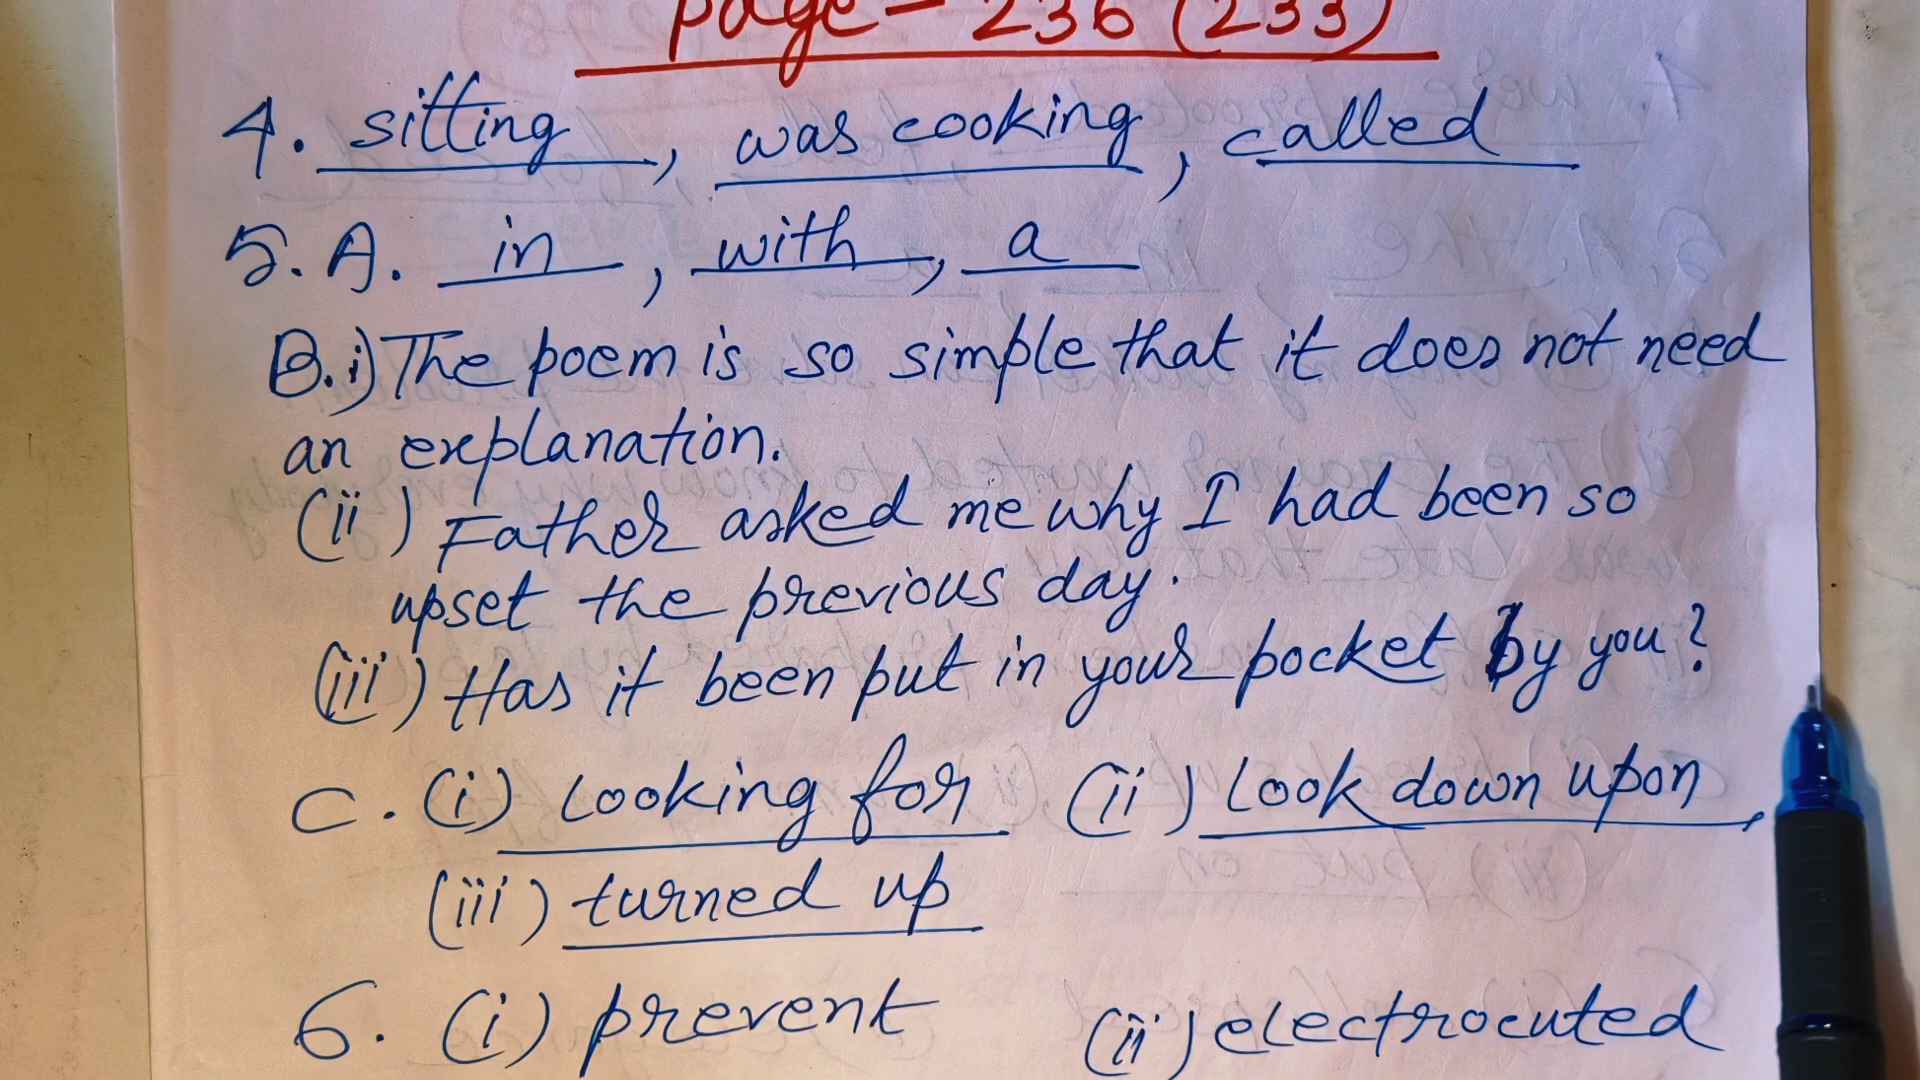 page - 236 (233)
4. sitting, was cooking, called
5. A. in, with, a
B. i) The poem is so simple that it does not need
an explanation.
(ii) Father asked me why I had been so
upset the previous day.
(iii) Has it been put in your pocket by you?
C. (i) looking for (ii) look down upon,
(iii) turned up
6. (i) prevent (ii) electrocuted